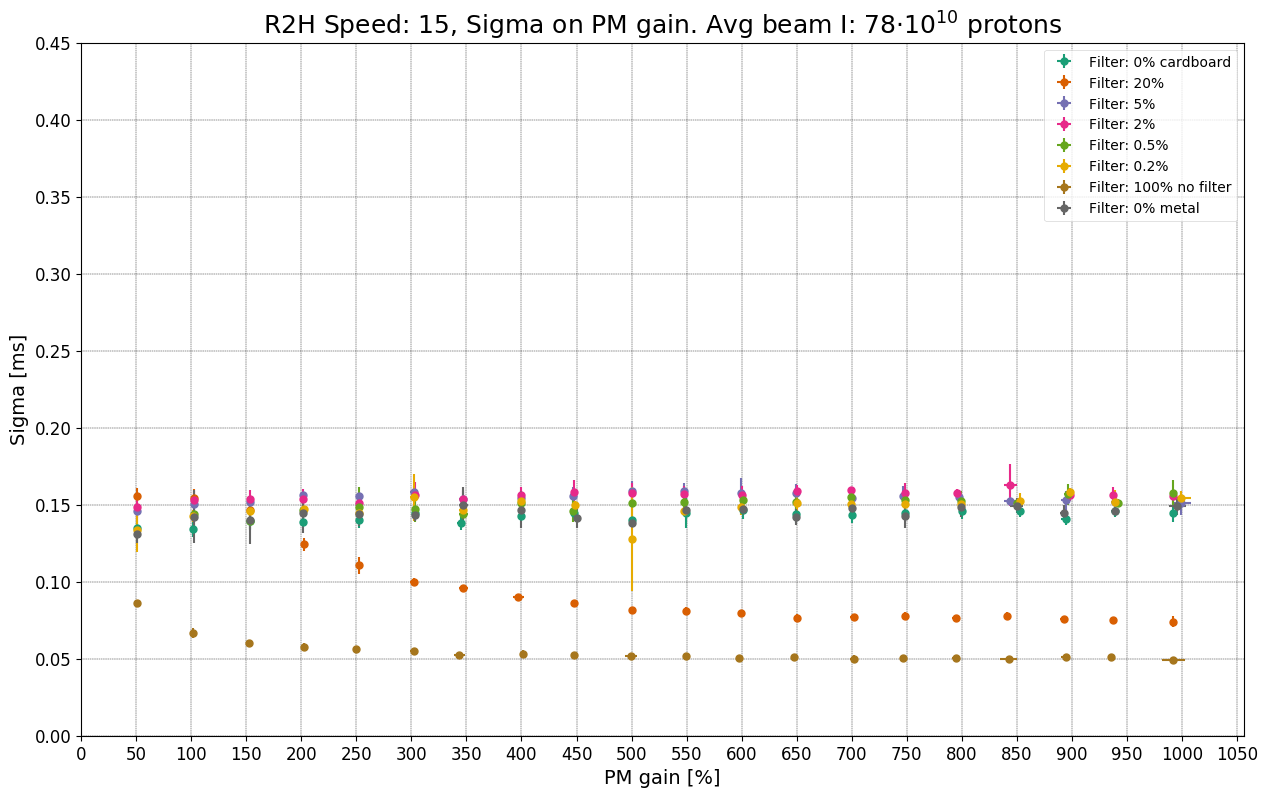 R2H Speed: 15, Sigma on PM gain. Avg beam I: 78·10¹⁰ protons
Filter: 0% cardboard
Filter: 20%
Filter: 5%
Filter: 2%
Filter: 0.5%
Filter: 0.2%
Filter: 100% no filter
Filter: 0% metal
Sigma [ms]
0.45
0.40
0.35
0.30
0.25
0.20
0.15
0.10
0.05
0.00
0 50 100 150 200 250 300 350 400 450 500 550 600 650 700 750 800 850 900 950 1000 1050
PM gain [%]